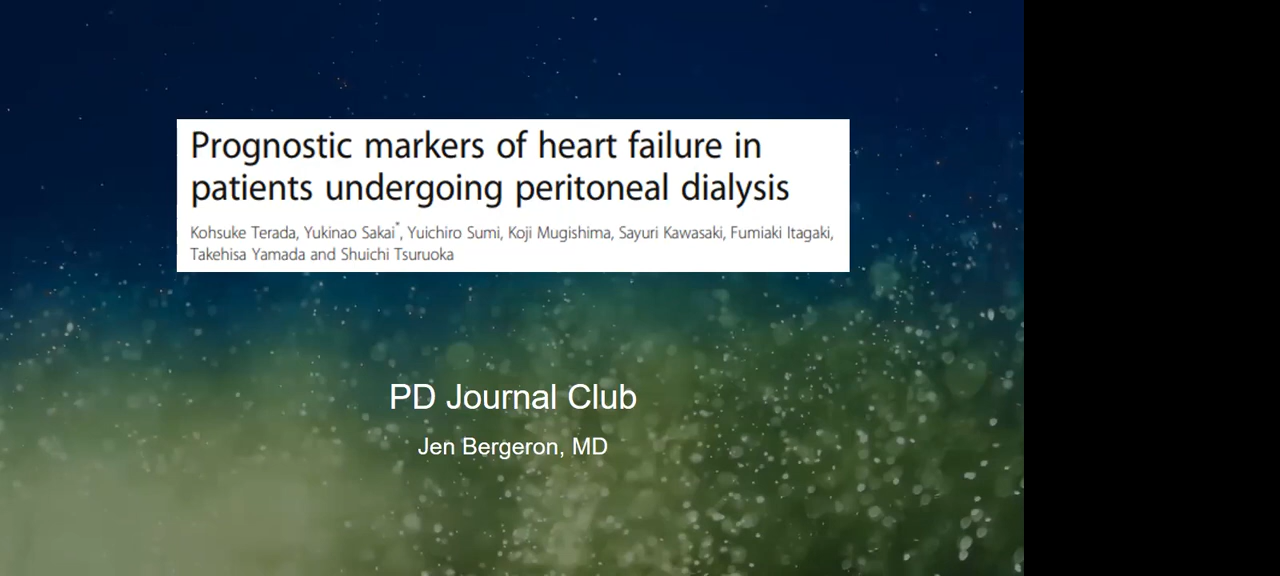 Prognostic markers of heart failure in
patients undergoing peritoneal dialysis
Kohsuke Terada, Yukinao Sakai*, Yuichiro Sumi, Koji Mugishima, Sayuri Kawasaki, Fumiaki Itagaki,
Takehisa Yamada and Shuichi Tsuruoka
PD Journal Club
Jen Bergeron, MD